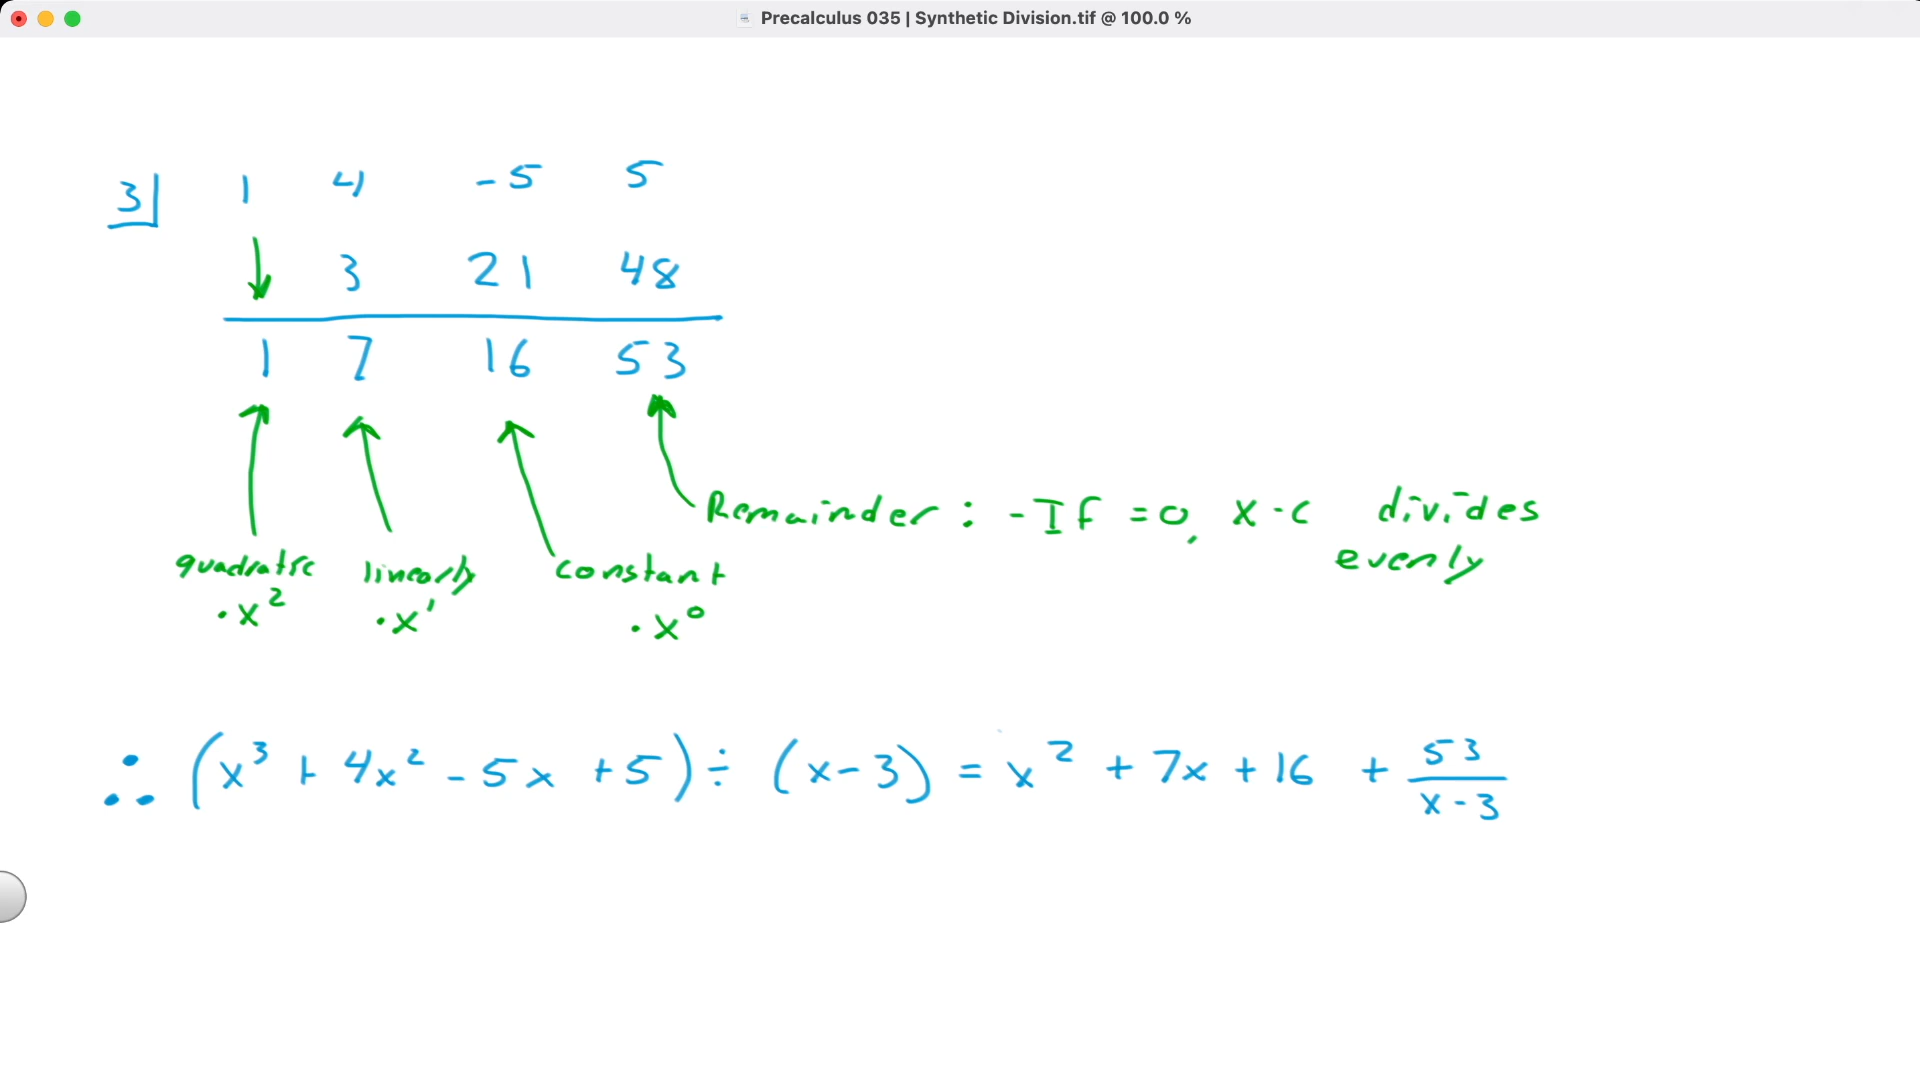 Precalculus 035 | Synthetic Division.tif @ 100.0 %
3| 1 4 -5 5
3 21 48
1 7 16 53
Remainder : - If = 0, x - c divides
evenly
quadratic linearly constant
· x² · x¹ · x⁰
∴ (x³ + 4x² - 5x + 5) ÷ (x - 3) = x² + 7x + 16 + 53/(x - 3)